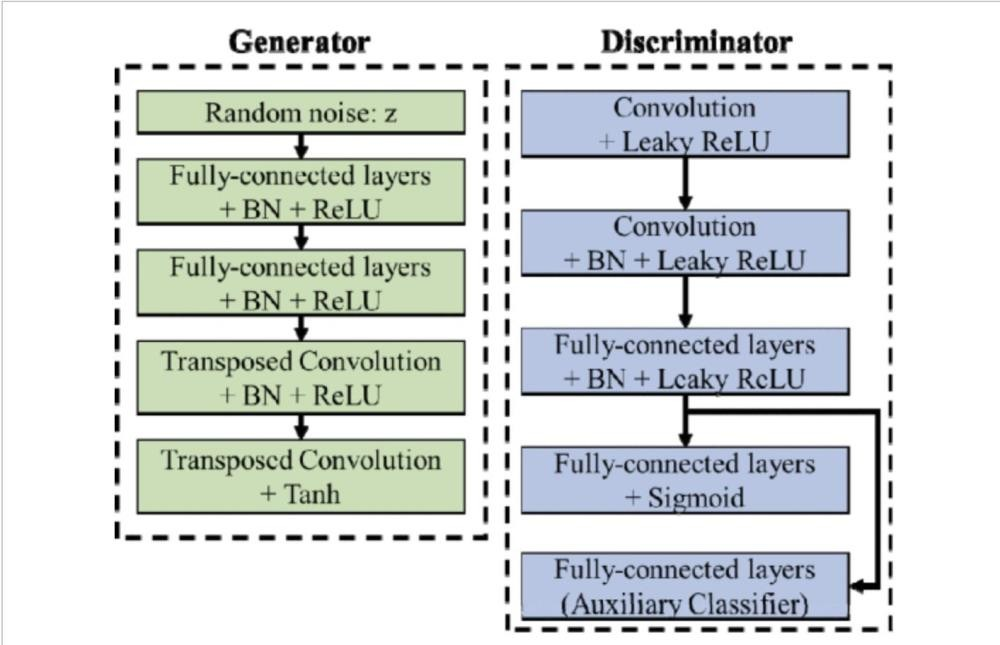 Generator
Random noise: z
Fully-connected layers
+ BN + ReLU
Fully-connected layers
+ BN + ReLU
Transposed Convolution
+ BN + ReLU
Transposed Convolution
+ Tanh
Discriminator
Convolution
+ Leaky ReLU
Convolution
+ BN + Leaky ReLU
Fully-connected layers
+ BN + Leaky ReLU
Fully-connected layers
+ Sigmoid
Fully-connected layers
(Auxiliary Classifier)